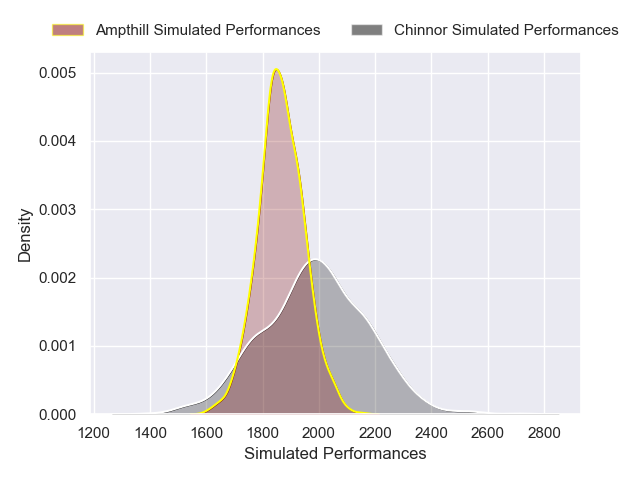 Ampthill Simulated Performances Chinnor Simulated Performances
0.005
0.004
0.003
0.002
0.001
0.000
Density
1200 1400 1600 1800 2000 2200 2400 2600 2800
Simulated Performances